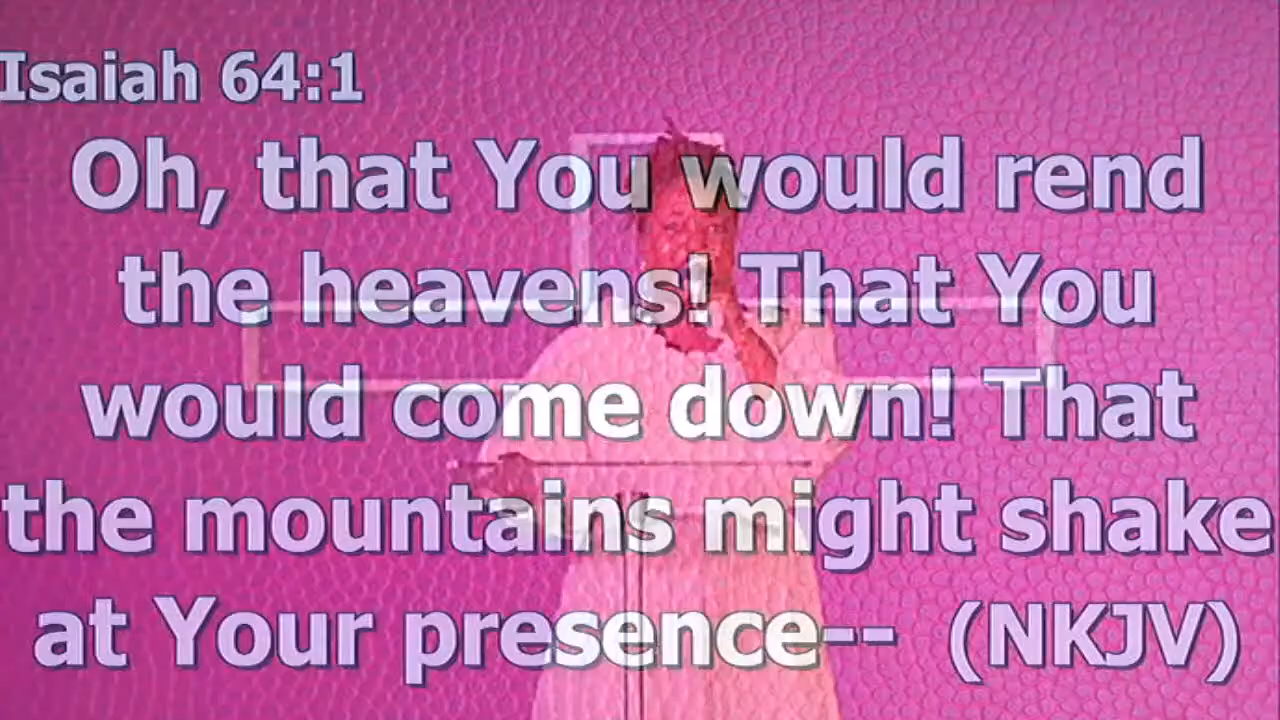 Isaiah 64:1
Oh, that You would rend
the heavens! That You
would come down! That
the mountains might shake
at Your presence-- (NKJV)